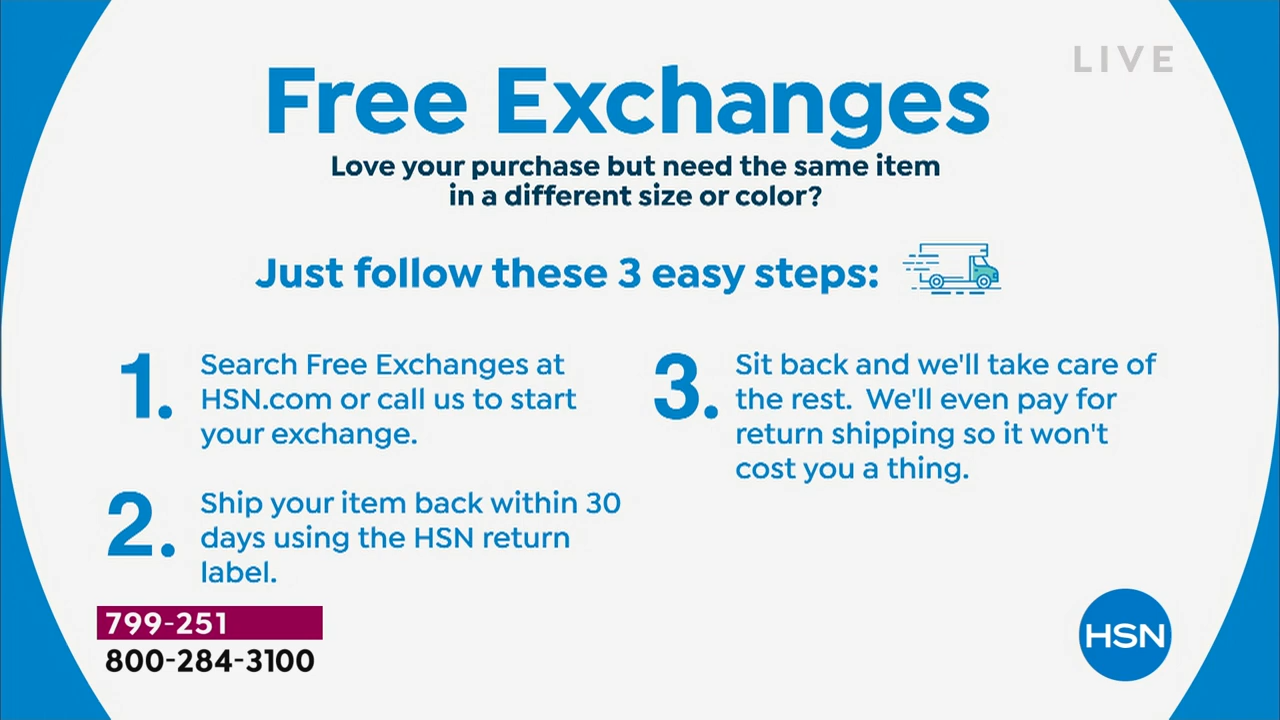 LIVE
Free Exchanges
Love your purchase but need the same item
in a different size or color?
Just follow these 3 easy steps:
1. Search Free Exchanges at
HSN.com or call us to start
your exchange.
2. Ship your item back within 30
days using the HSN return
label.
3. Sit back and we'll take care of
the rest. We'll even pay for
return shipping so it won't
cost you a thing.
799-251
800-284-3100
HSN